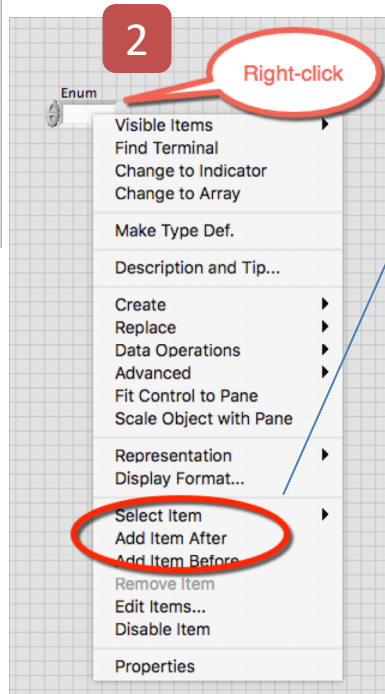 2
Right-click
Enum
Visible Items
Find Terminal
Change to Indicator
Change to Array
Make Type Def.
Description and Tip...
Create
Replace
Data Operations
Advanced
Fit Control to Pane
Scale Object with Pane
Representation
Display Format...
Select Item
Add Item After
Add Item Before
Remove Item
Edit Items...
Disable Item
Properties